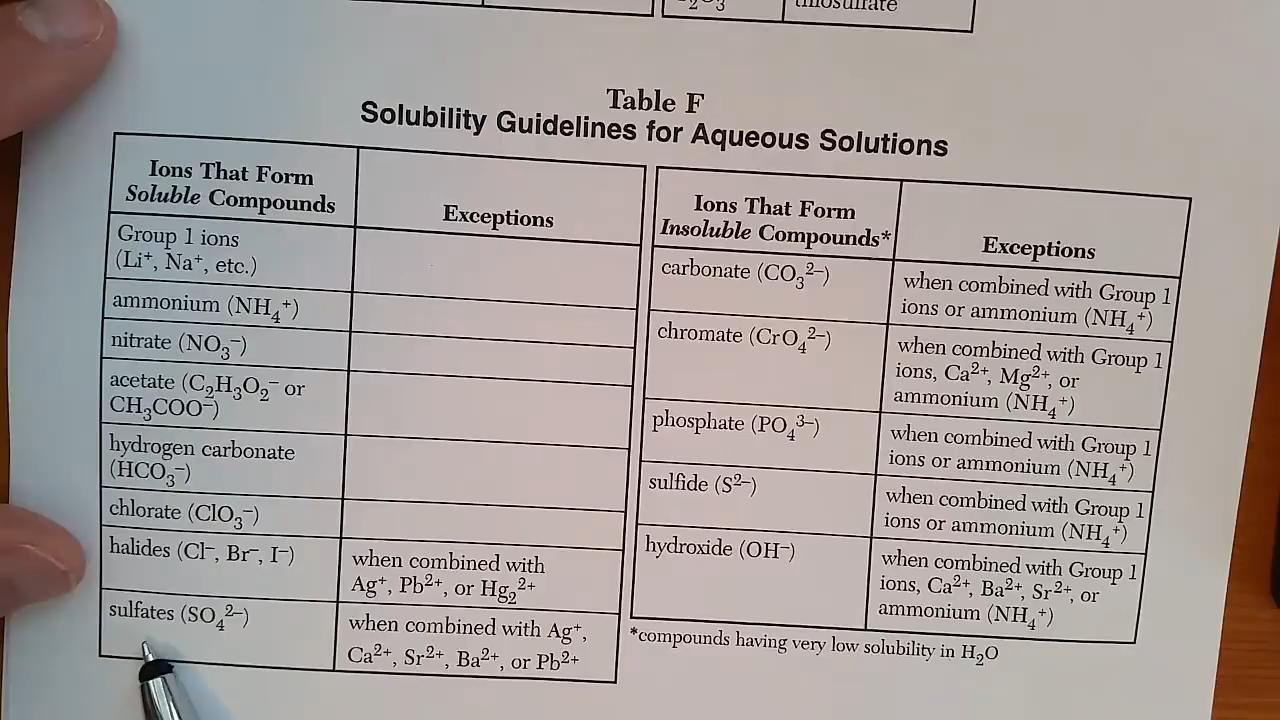 thiosulfate
Table F
Solubility Guidelines for Aqueous Solutions
Ions That Form
Soluble Compounds
Exceptions
Group 1 ions
(Li⁺, Na⁺, etc.)
ammonium (NH₄⁺)
nitrate (NO₃⁻)
acetate (C₂H₃O₂⁻ or
CH₃COO⁻)
hydrogen carbonate
(HCO₃⁻)
chlorate (ClO₃⁻)
halides (Cl⁻, Br⁻, I⁻)
when combined with
Ag⁺, Pb²⁺, or Hg₂²⁺
sulfates (SO₄²⁻)
when combined with Ag⁺,
Ca²⁺, Sr²⁺, Ba²⁺, or Pb²⁺
Ions That Form
Insoluble Compounds*
Exceptions
carbonate (CO₃²⁻)
when combined with Group 1
ions or ammonium (NH₄⁺)
chromate (CrO₄²⁻)
when combined with Group 1
ions, Ca²⁺, Mg²⁺, or
ammonium (NH₄⁺)
phosphate (PO₄³⁻)
when combined with Group 1
ions or ammonium (NH₄⁺)
sulfide (S²⁻)
when combined with Group 1
ions or ammonium (NH₄⁺)
hydroxide (OH⁻)
when combined with Group 1
ions, Ca²⁺, Ba²⁺, Sr²⁺, or
ammonium (NH₄⁺)
*compounds having very low solubility in H₂O